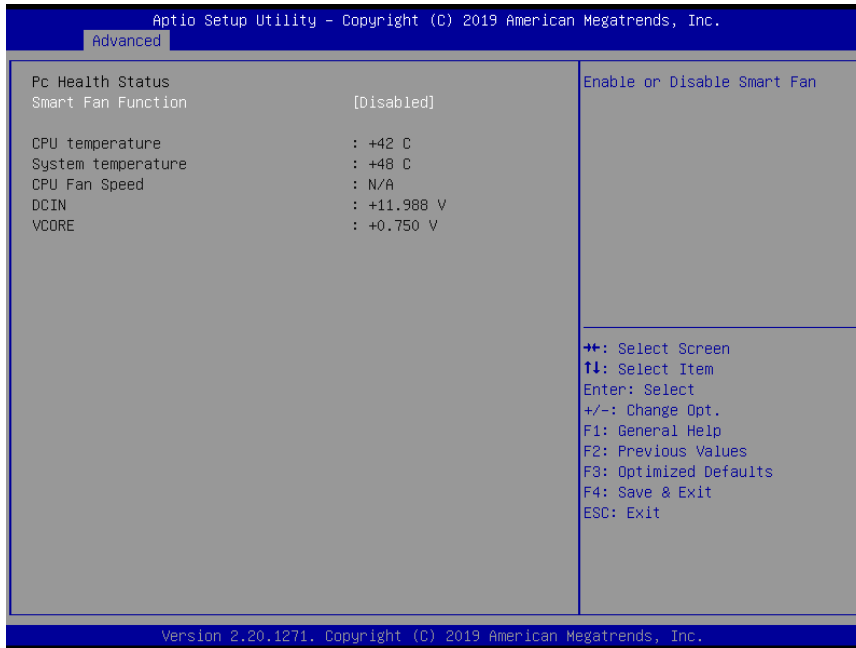 Aptio Setup Utility – Copyright (C) 2019 American Megatrends, Inc.
Advanced
Pc Health Status
Smart Fan Function [Disabled]
CPU temperature : +42 C
System temperature : +48 C
CPU Fan Speed : N/A
DCIN : +11.988 V
VCORE : +0.750 V
Enable or Disable Smart Fan
→←: Select Screen
↑↓: Select Item
Enter: Select
+/-: Change Opt.
F1: General Help
F2: Previous Values
F3: Optimized Defaults
F4: Save & Exit
ESC: Exit
Version 2.20.1271. Copyright (C) 2019 American Megatrends, Inc.